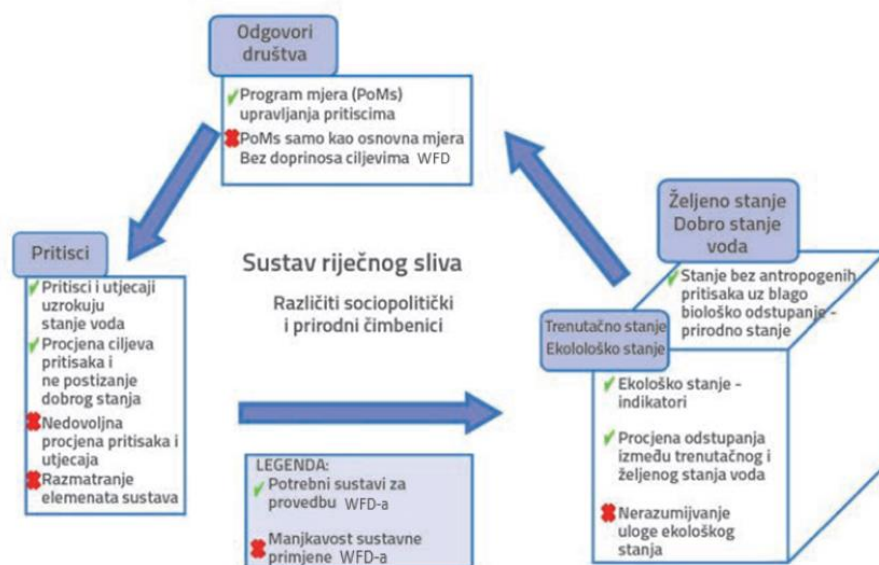 Odgovori
društva
Program mjera (PoMs)
upravljanja pritiscima
PoMs samo kao osnovna mjera
Bez doprinosa ciljevima WFD
Željeno stanje
Dobro stanje
voda
Stanje bez antropogenih
pritisaka uz blago
biološko odstupanje -
prirodno stanje
Pritisci
Pritisci i utjecaji
uzrokuju
stanje voda
Procjena ciljeva
pritisaka i
ne postizanje
dobrog stanja
Nedovoljna
procjena pritisaka i
utjecaja
Razmatranje
elemenata sustava
Sustav riječnog sliva
Različiti sociopolitički
i prirodni čimbenici
Trenutačno stanje
Ekolološko stanje
Ekološko stanje -
indikatori
Procjena odstupanja
između trenutačnog i
željenog stanja voda
Nerazumijvanje
uloge ekološkog
stanja
LEGENDA:
Potrebni sustavi za
provedbu WFD-a
Manjkavost sustavne
primjene WFD-a